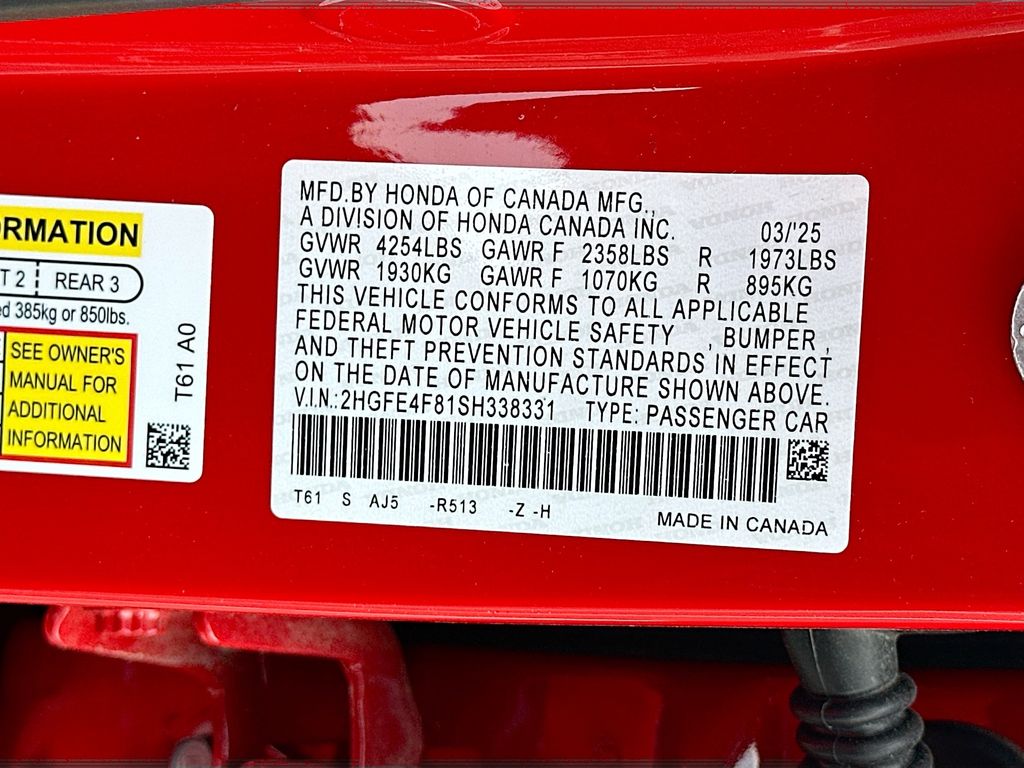 ORMATION
T 2 REAR 3
ed 385kg or 850lbs.
SEE OWNER'S
MANUAL FOR
ADDITIONAL
INFORMATION
T61 A0
MFD.BY HONDA OF CANADA MFG.,
A DIVISION OF HONDA CANADA INC. 03/'25
GVWR 4254LBS GAWR F 2358LBS R 1973LBS
GVWR 1930KG GAWR F 1070KG R 895KG
THIS VEHICLE CONFORMS TO ALL APPLICABLE
FEDERAL MOTOR VEHICLE SAFETY , BUMPER ,
AND THEFT PREVENTION STANDARDS IN EFFECT
ON THE DATE OF MANUFACTURE SHOWN ABOVE.
V.I.N.:2HGFE4F81SH338331 TYPE: PASSENGER CAR
T61 S AJ5 -R513 -Z -H
MADE IN CANADA